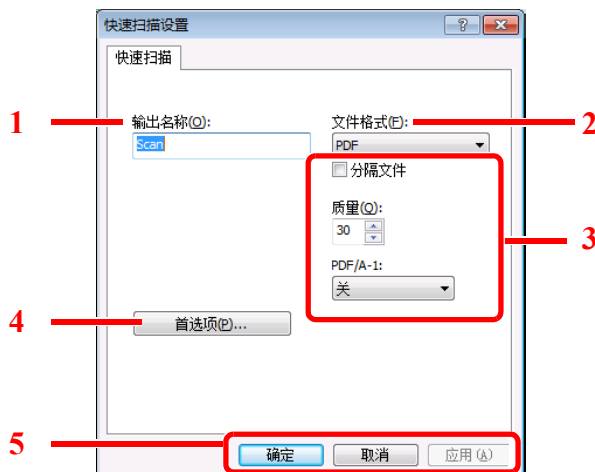 快速扫描设置
快速扫描
1 输出名称(O): 文件格式(F): 2
Scan PDF
分隔文件
质量(Q):
30 3
PDF/A-1:
关
4 首选项(P)...
5 确定 取消 应用(A)